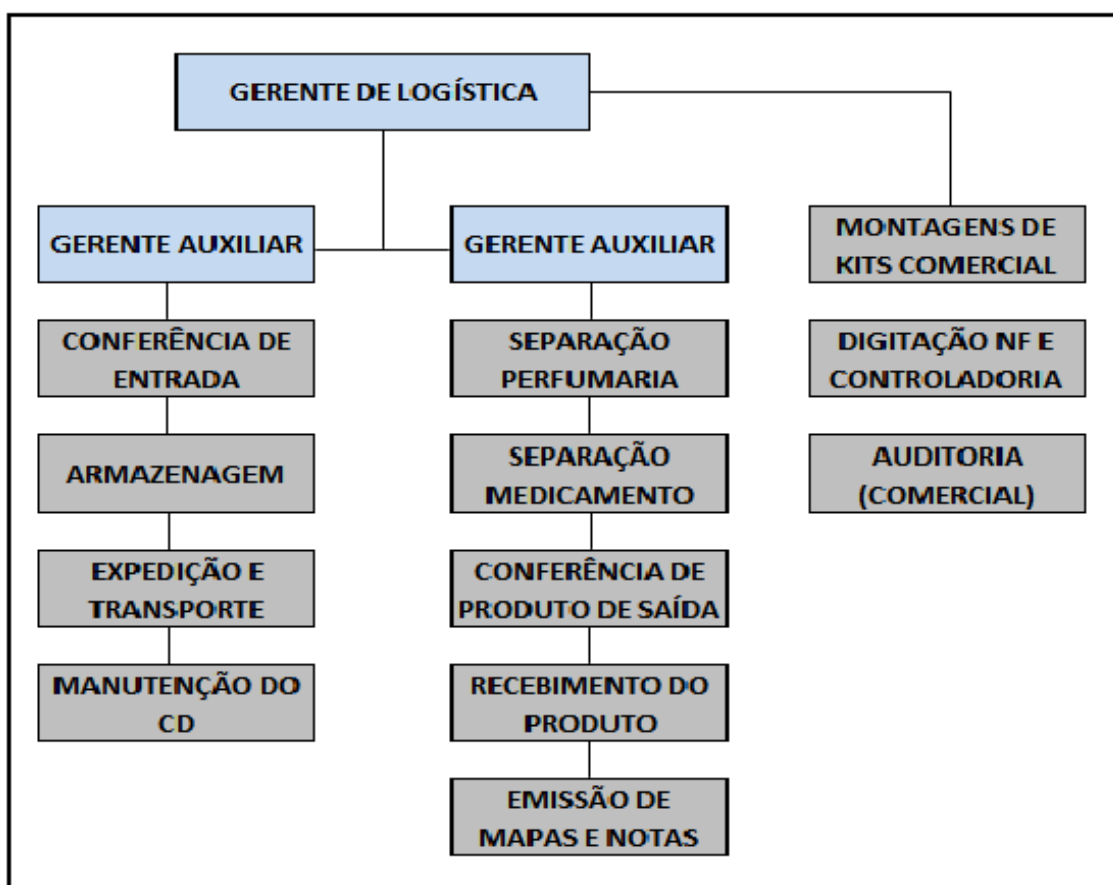 GERENTE DE LOGÍSTICA
GERENTE AUXILIAR
CONFERÊNCIA DE
ENTRADA
ARMAZENAGEM
EXPEDIÇÃO E
TRANSPORTE
MANUTENÇÃO DO
CD
GERENTE AUXILIAR
SEPARAÇÃO
PERFUMARIA
SEPARAÇÃO
MEDICAMENTO
CONFERÊNCIA DE
PRODUTO DE SAÍDA
RECEBIMENTO DO
PRODUTO
EMISSÃO DE
MAPAS E NOTAS
MONTAGENS DE
KITS COMERCIAL
DIGITAÇÃO NF E
CONTROLADORIA
AUDITORIA
(COMERCIAL)